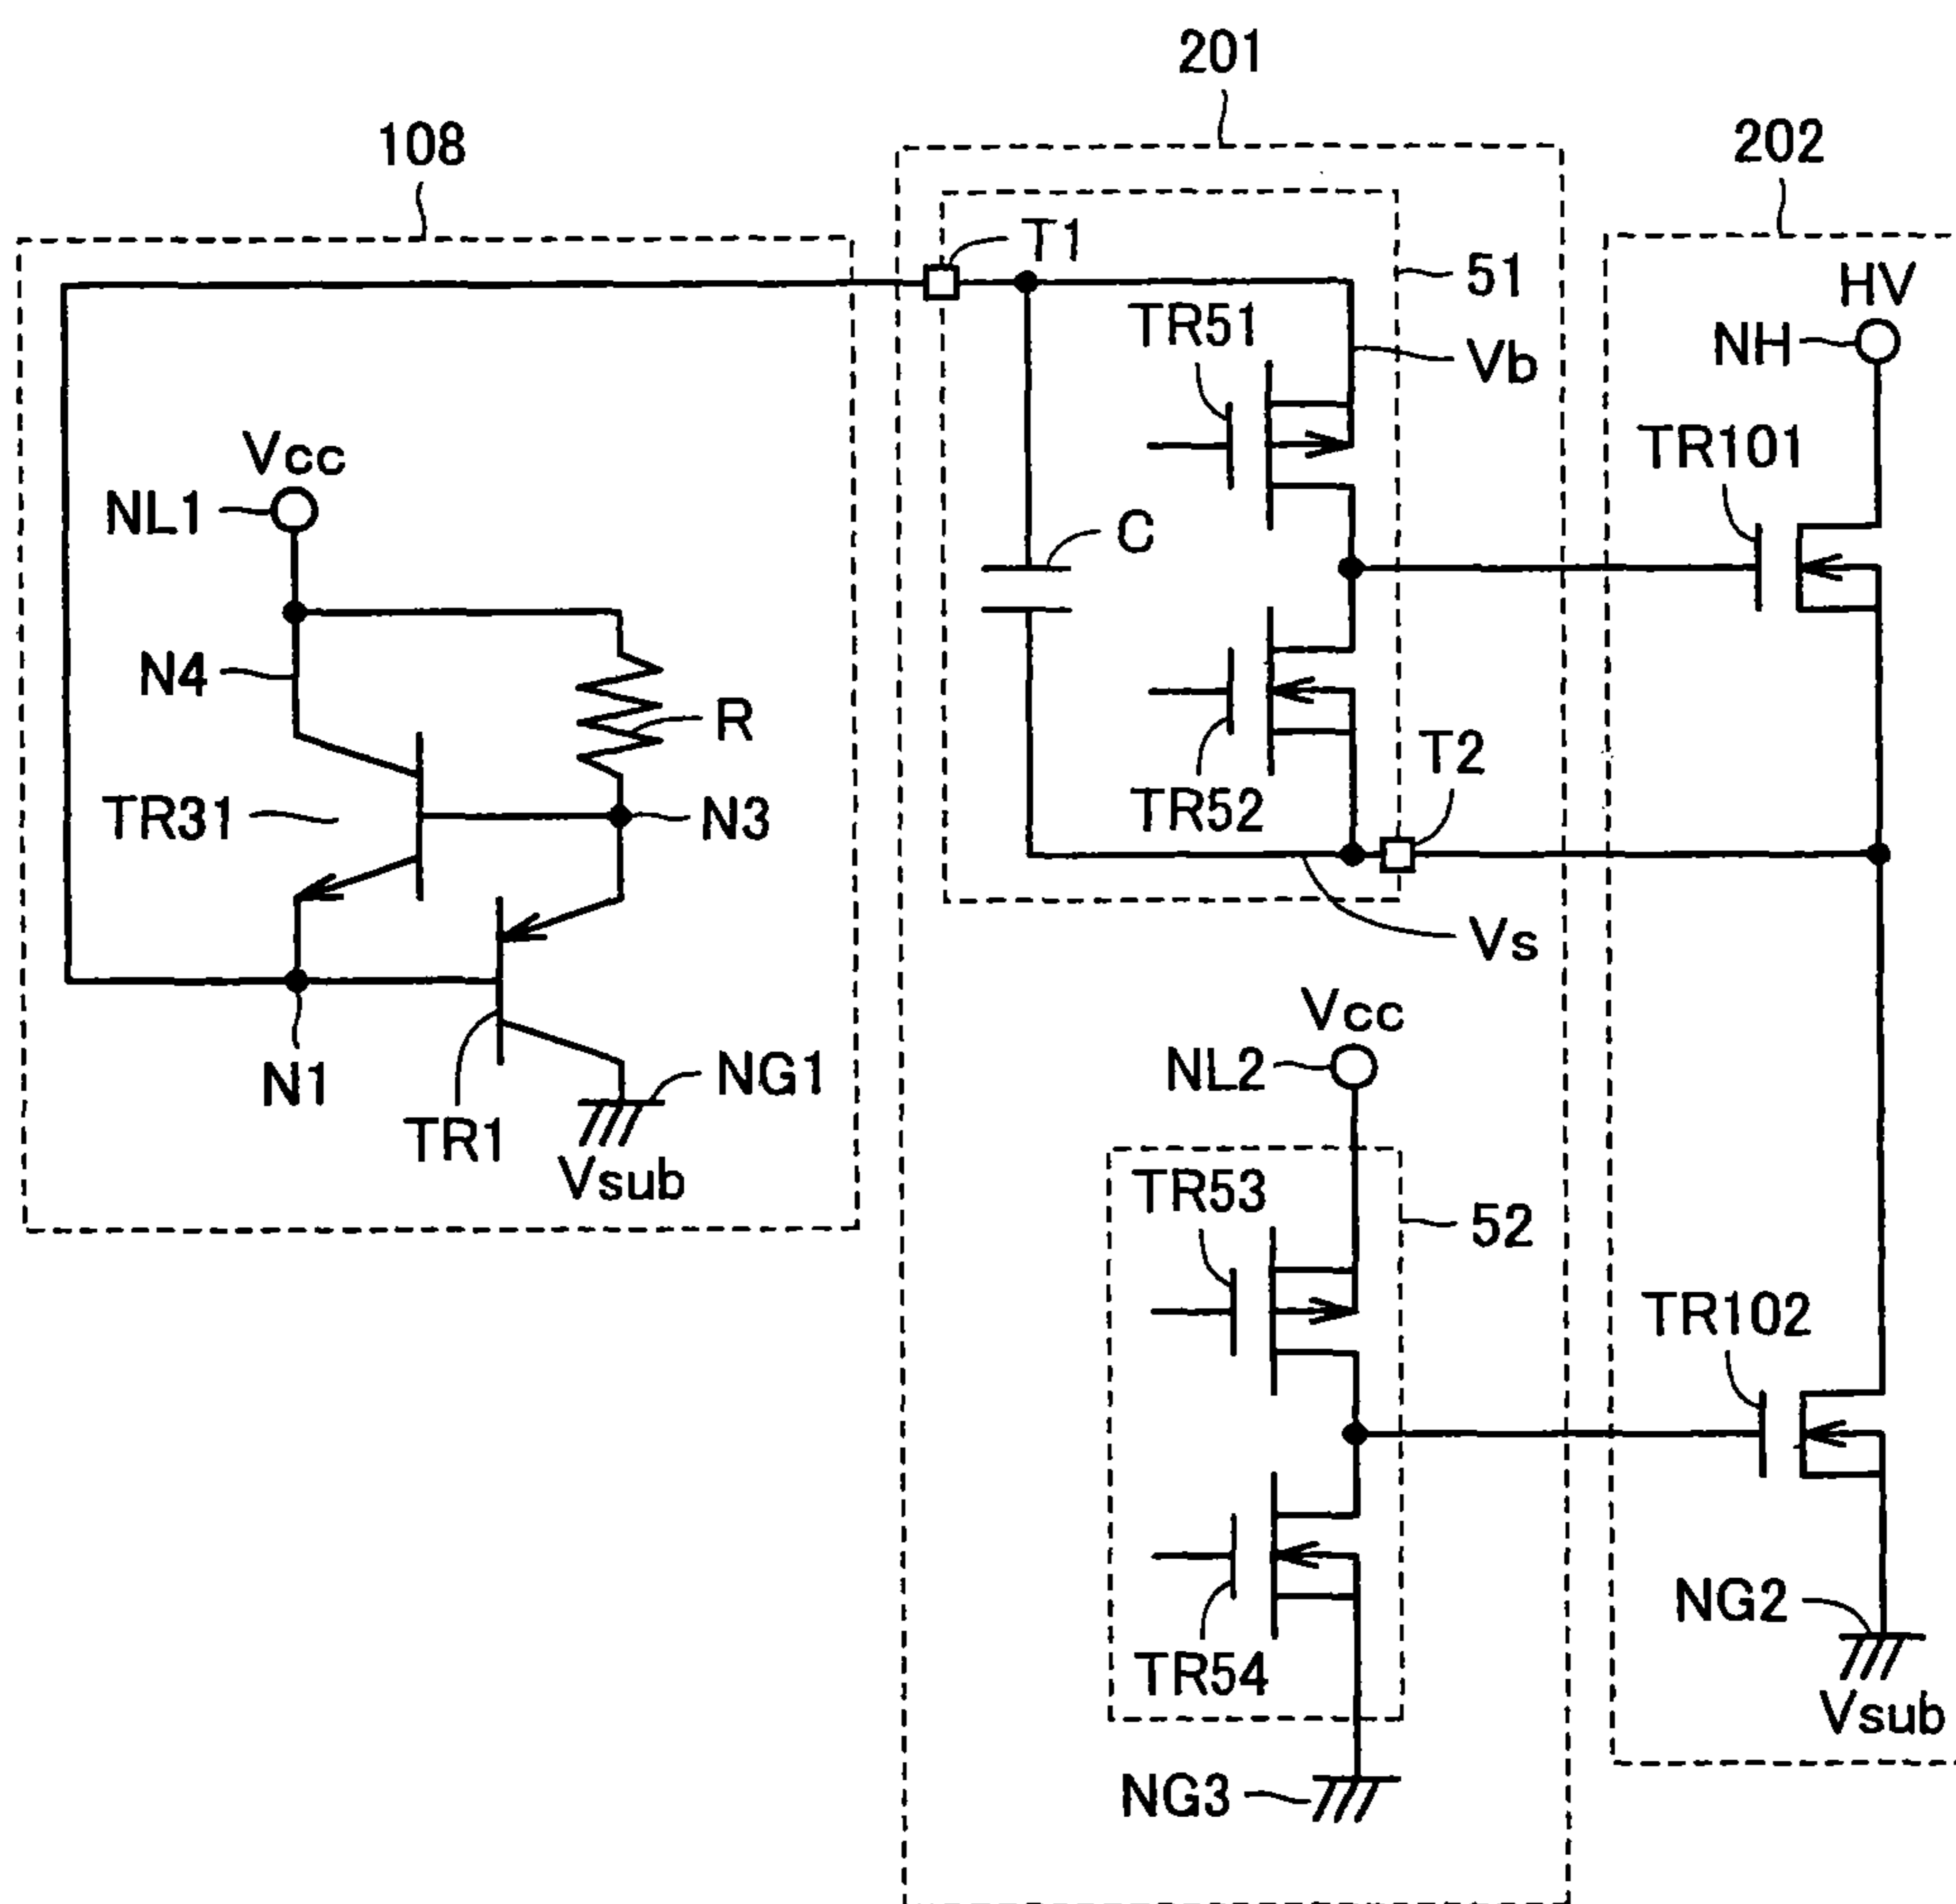 201
108
202
T1
51
HV
TR51
NH
Vb
TR101
Vcc
NL1
C
N4
R
T2
TR31
N3
TR52
Vs
Vcc
NL2
N1
NG1
TR1
Vsub
TR53
52
TR102
NG2
TR54
Vsub
NG3